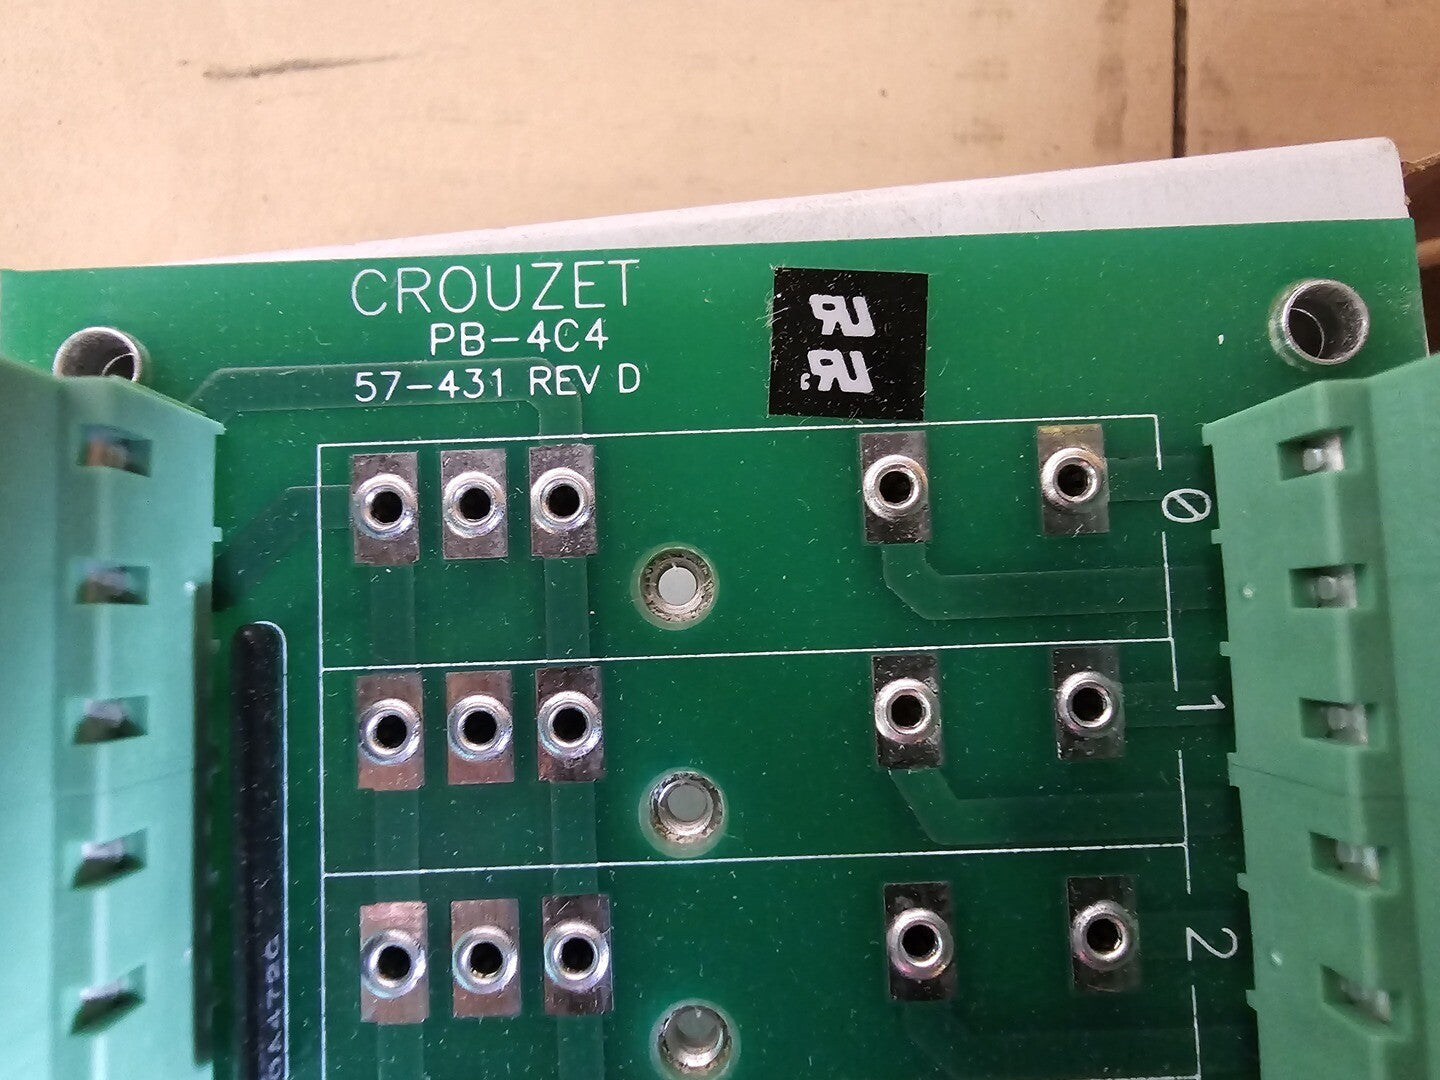 CROUZET
PB-4C4
57-431 REV D
0
1
2